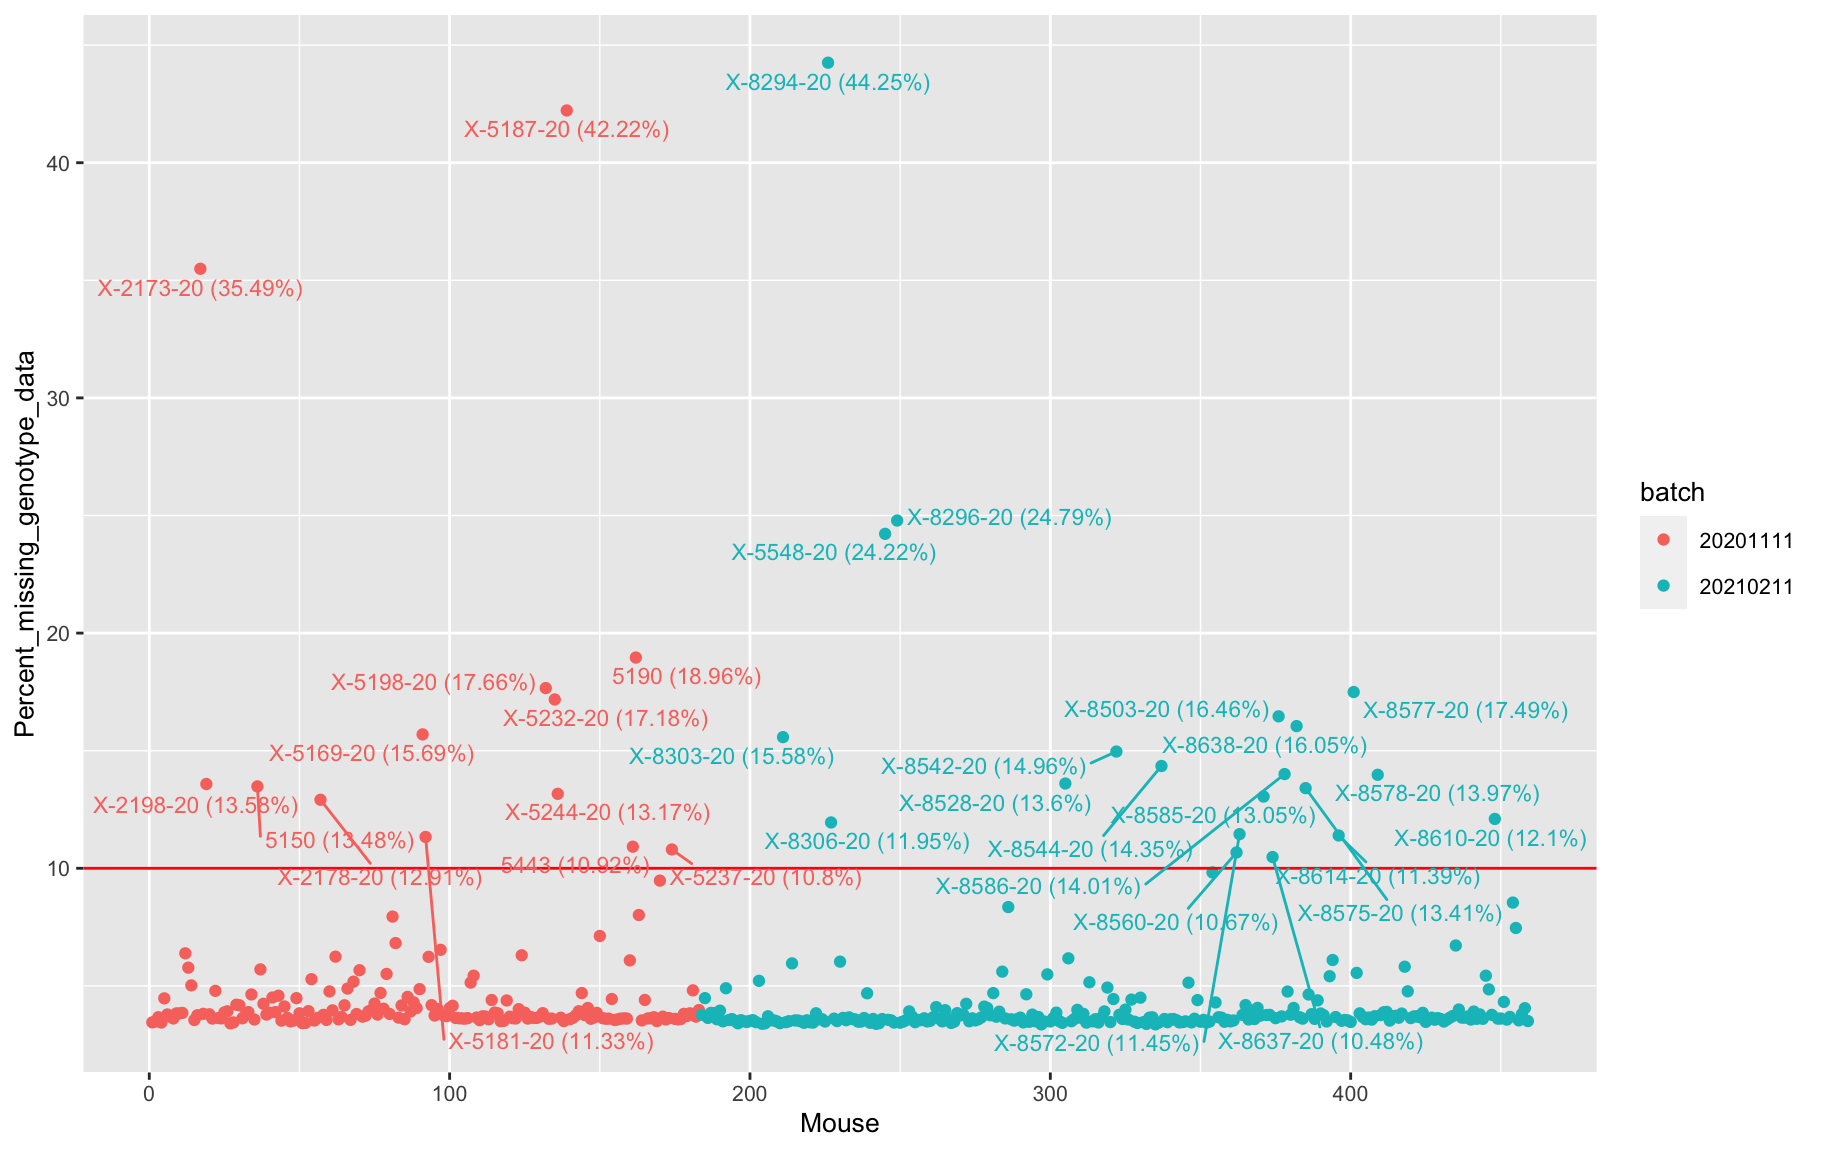 X-8294-20 (44.25%)
X-5187-20 (42.22%)
40
X-2173-20 (35.49%)
30
X-8296-20 (24.79%)
X-5548-20 (24.22%)
20
5190 (18.96%)
X-5198-20 (17.66%)
X-5232-20 (17.18%)
X-8503-20 (16.46%)
X-8577-20 (17.49%)
X-5169-20 (15.69%)
X-8303-20 (15.58%)
X-8638-20 (16.05%)
X-8542-20 (14.96%)
X-2198-20 (13.58%)
X-5244-20 (13.17%)
X-8528-20 (13.6%)
X-8585-20 (13.05%)
X-8578-20 (13.97%)
5150 (13.48%)
X-8306-20 (11.95%)
X-8544-20 (14.35%)
X-8610-20 (12.1%)
10
5443 (10.92%)
X-2178-20 (12.91%)
X-5237-20 (10.8%)
X-8586-20 (14.01%)
X-8614-20 (11.39%)
X-8560-20 (10.67%)
X-8575-20 (13.41%)
X-5181-20 (11.33%)
X-8572-20 (11.45%)
X-8637-20 (10.48%)
0
100
200
300
400
Mouse
Percent_missing_genotype_data
batch
20201111
20210211